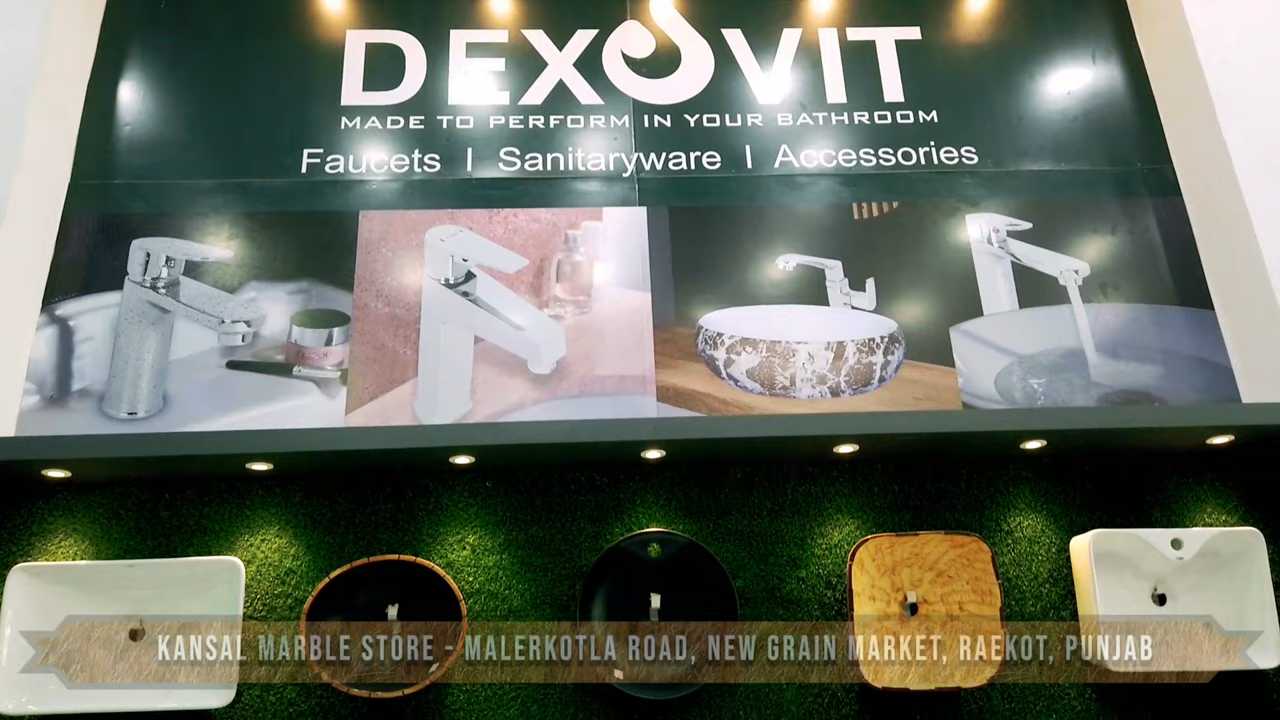 DEXOVIT
MADE TO PERFORM IN YOUR BATHROOM
Faucets | Sanitaryware | Accessories
KANSAL MARBLE STORE - MALERKOTLA ROAD, NEW GRAIN MARKET, RAEKOT, PUNJAB